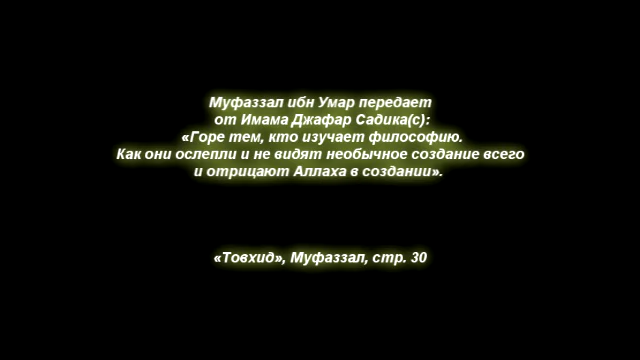 Муфаззал ибн Умар передает
от Имама Джафар Садика(с):
«Горе тем, кто изучает философию.
Как они ослепли и не видят необычное создание всего
и отрицают Аллаха в создании».
«Товхид», Муфаззал, стр. 30